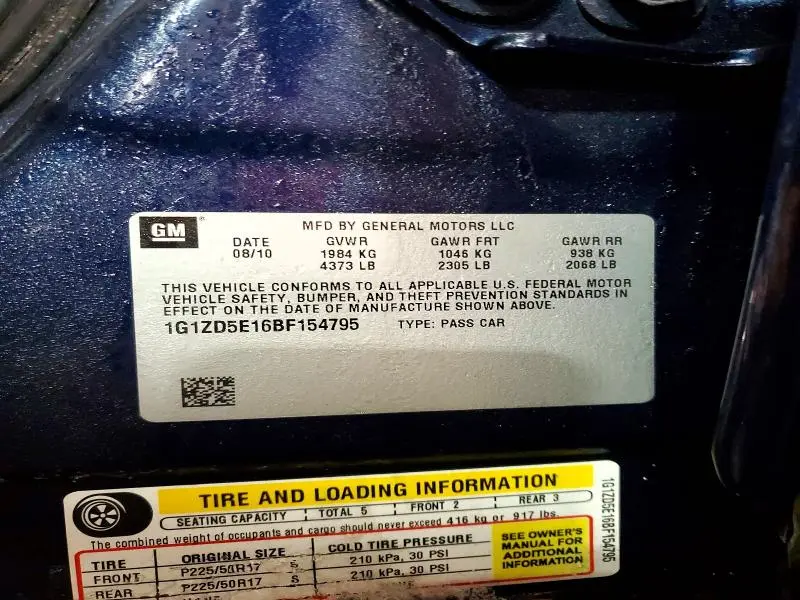 GM ®
MFD BY GENERAL MOTORS LLC
DATE GVWR GAWR FRT GAWR RR
08/10 1984 KG 1046 KG 938 KG
4373 LB 2305 LB 2068 LB
THIS VEHICLE CONFORMS TO ALL APPLICABLE U.S. FEDERAL MOTOR
VEHICLE SAFETY, BUMPER, AND THEFT PREVENTION STANDARDS IN
EFFECT ON THE DATE OF MANUFACTURE SHOWN ABOVE.
1G1ZD5E16BF154795 TYPE: PASS CAR
TIRE AND LOADING INFORMATION
SEATING CAPACITY TOTAL 5 FRONT 2 REAR 3
The combined weight of occupants and cargo should never exceed 416 kg or 917 lbs.
TIRE ORIGINAL SIZE COLD TIRE PRESSURE
FRONT P225/50R17 S 210 kPa, 30 PSI
REAR P225/50R17 S 210 kPa, 30 PSI
SEE OWNER'S
MANUAL FOR
ADDITIONAL
INFORMATION
1G1ZD5E16BF154795